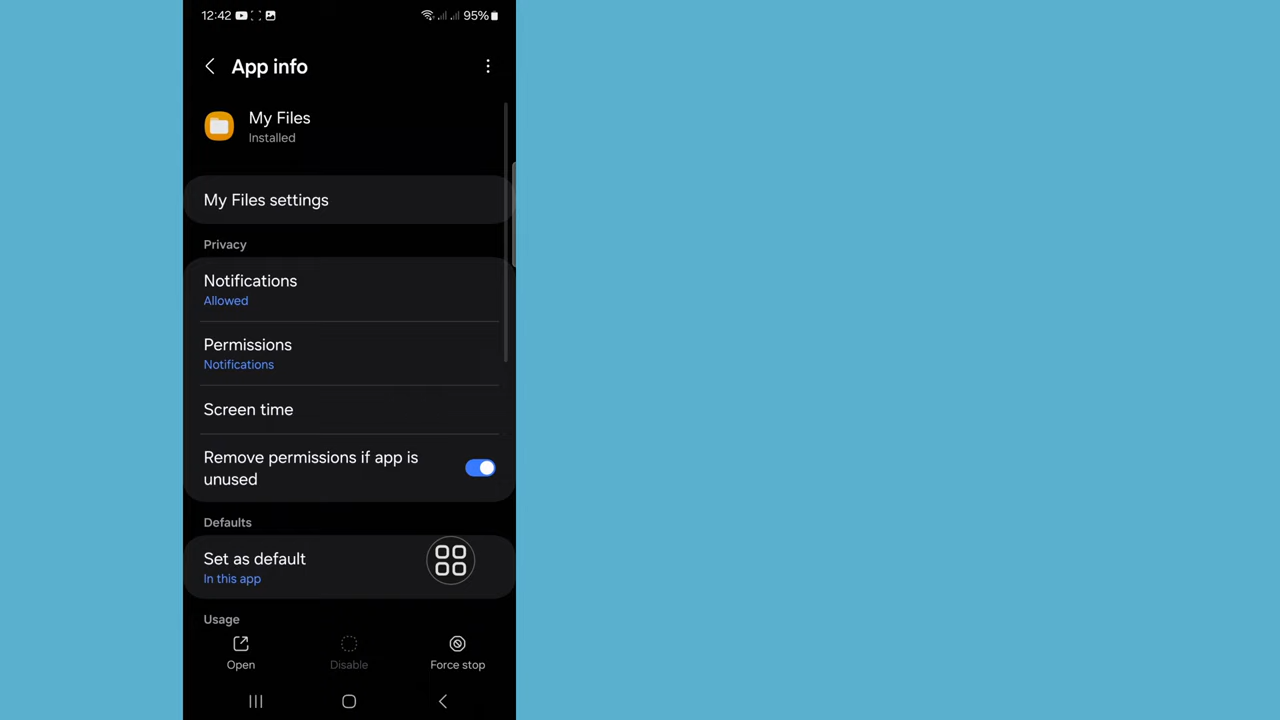 12:42 95%
App info
My Files
Installed
My Files settings
Privacy
Notifications
Allowed
Permissions
Notifications
Screen time
Remove permissions if app is
unused
Defaults
Set as default
In this app
Usage
Open Disable Force stop